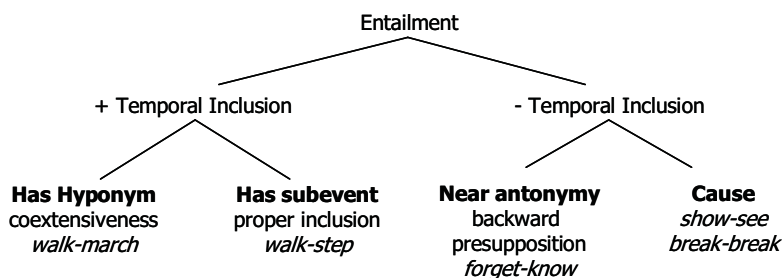 Entailment
+ Temporal Inclusion
- Temporal Inclusion
Has Hyponym
coextensiveness
walk-march
Has subevent
proper inclusion
walk-step
Near antonymy
backward
presupposition
forget-know
Cause
show-see
break-break